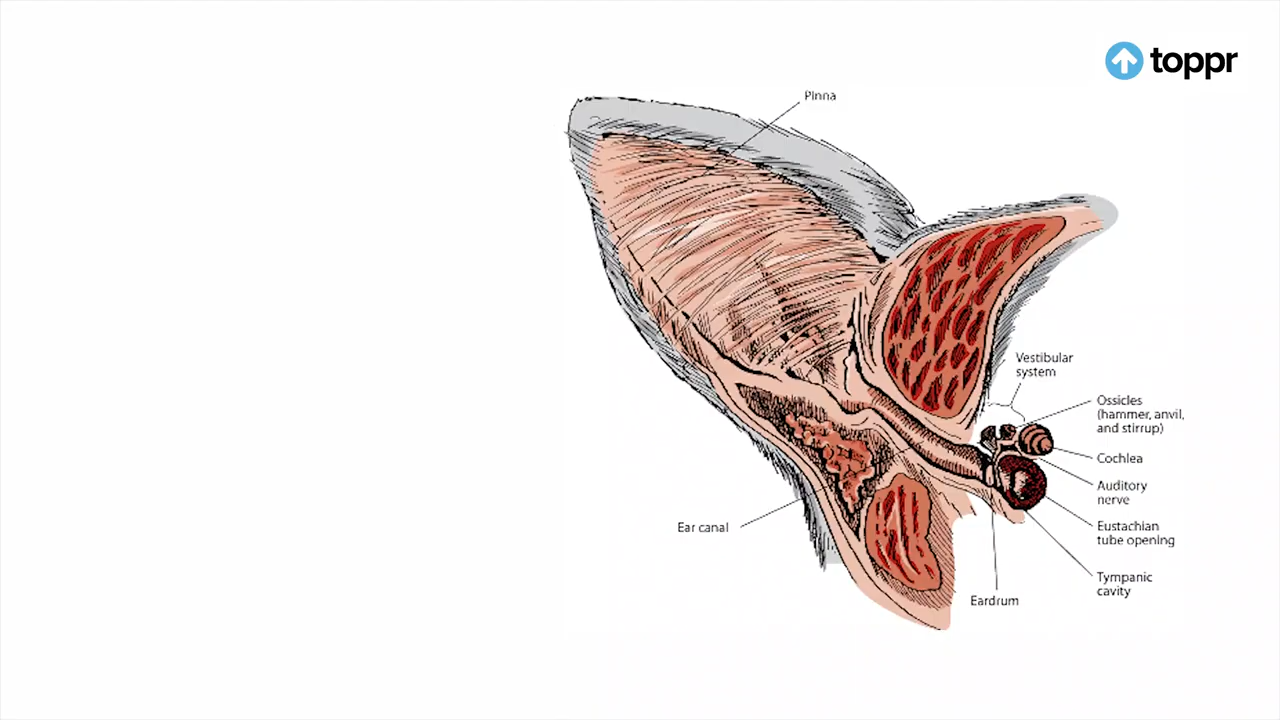 toppr
Pinna
Vestibular
system
Ossicles
(hammer, anvil,
and stirrup)
Cochlea
Auditory
nerve
Ear canal
Eustachian
tube opening
Tympanic
cavity
Eardrum